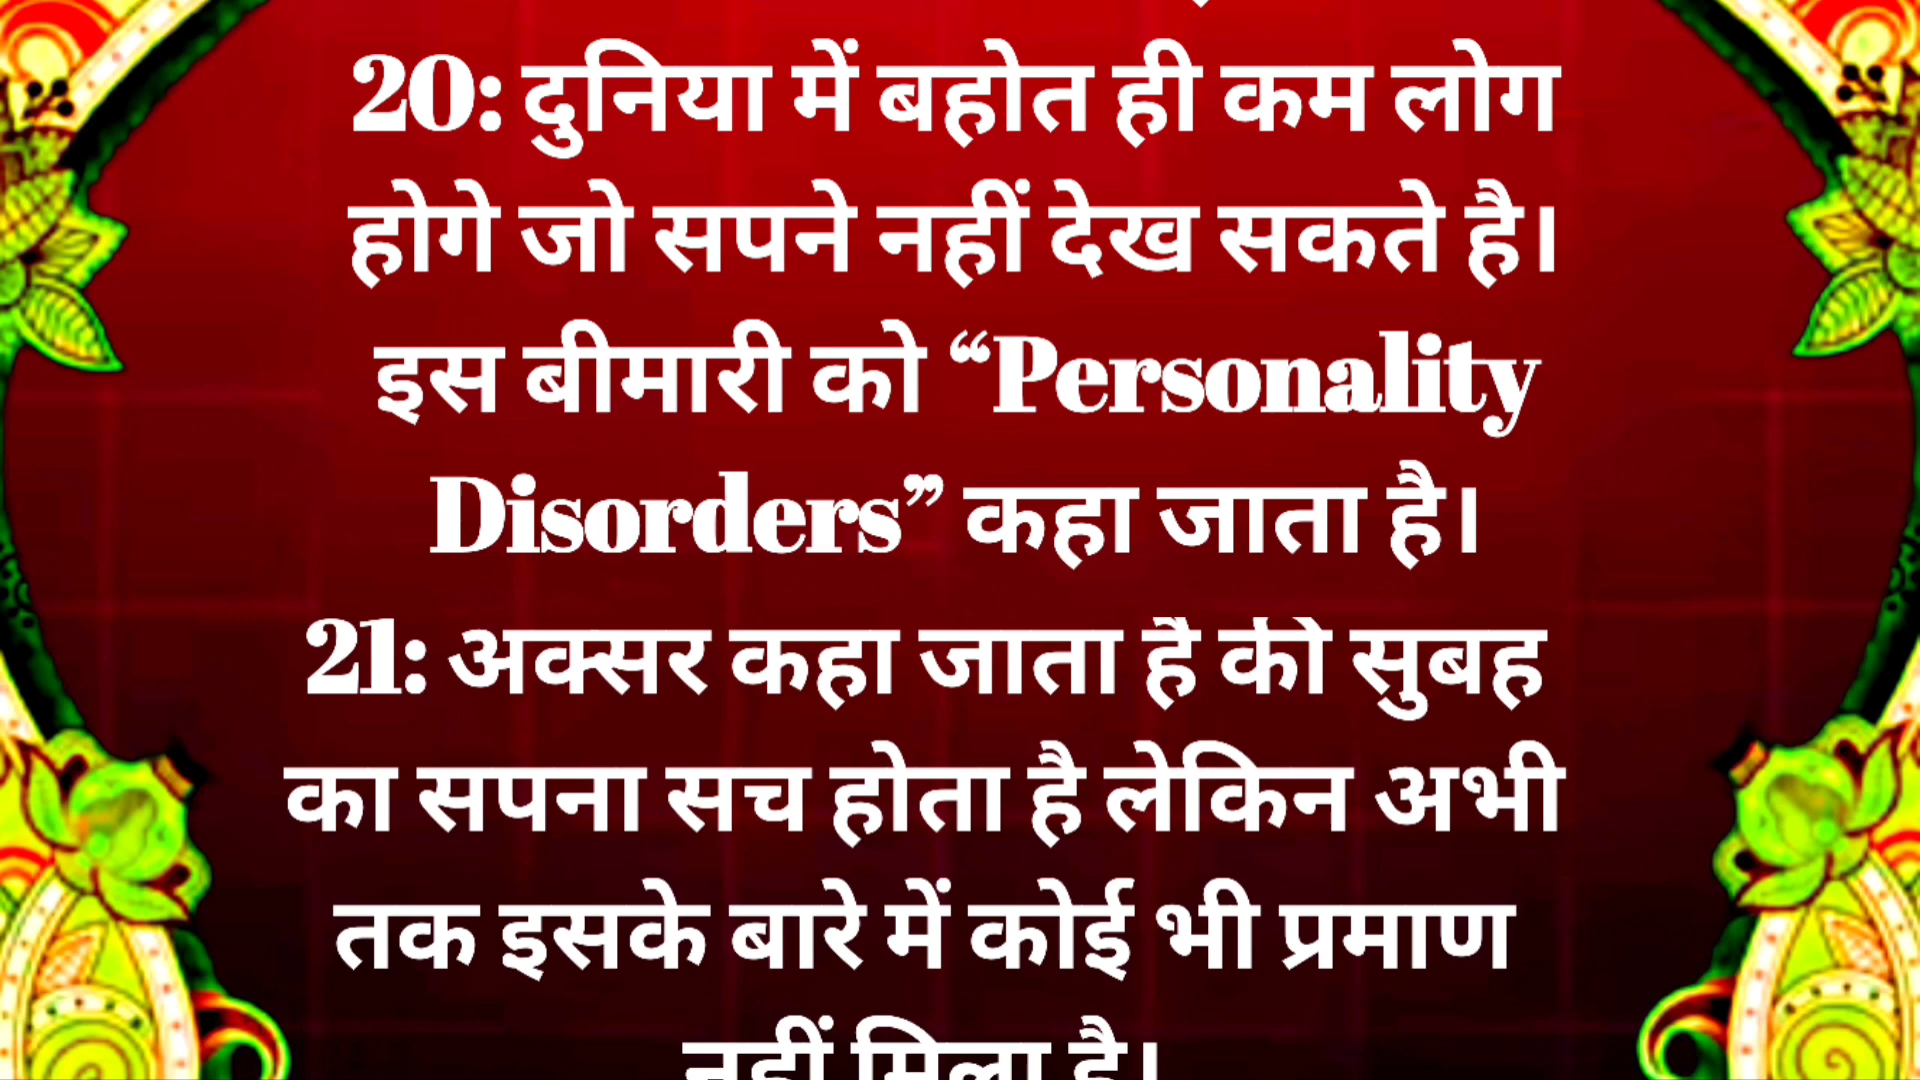 20: दुनिया में बहोत ही कम लोग
होगे जो सपने नहीं देख सकते है।
इस बीमारी को “Personality
Disorders” कहा जाता है।
21: अक्सर कहा जाता है की सुबह
का सपना सच होता है लेकिन अभी
तक इसके बारे में कोई भी प्रमाण
नहीं मिला है।